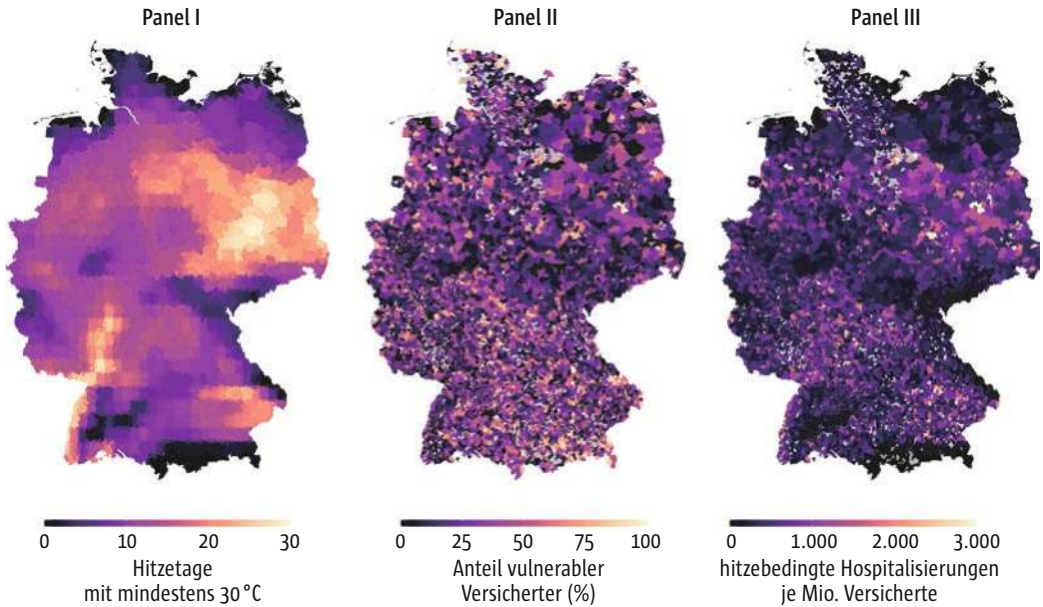 Panel I
Panel II
Panel III
0 10 20 30
Hitzetage
mit mindestens 30 °C
0 25 50 75 100
Anteil vulnerabler
Versicherter (%)
0 1.000 2.000 3.000
hitzebedingte Hospitalisierungen
je Mio. Versicherte